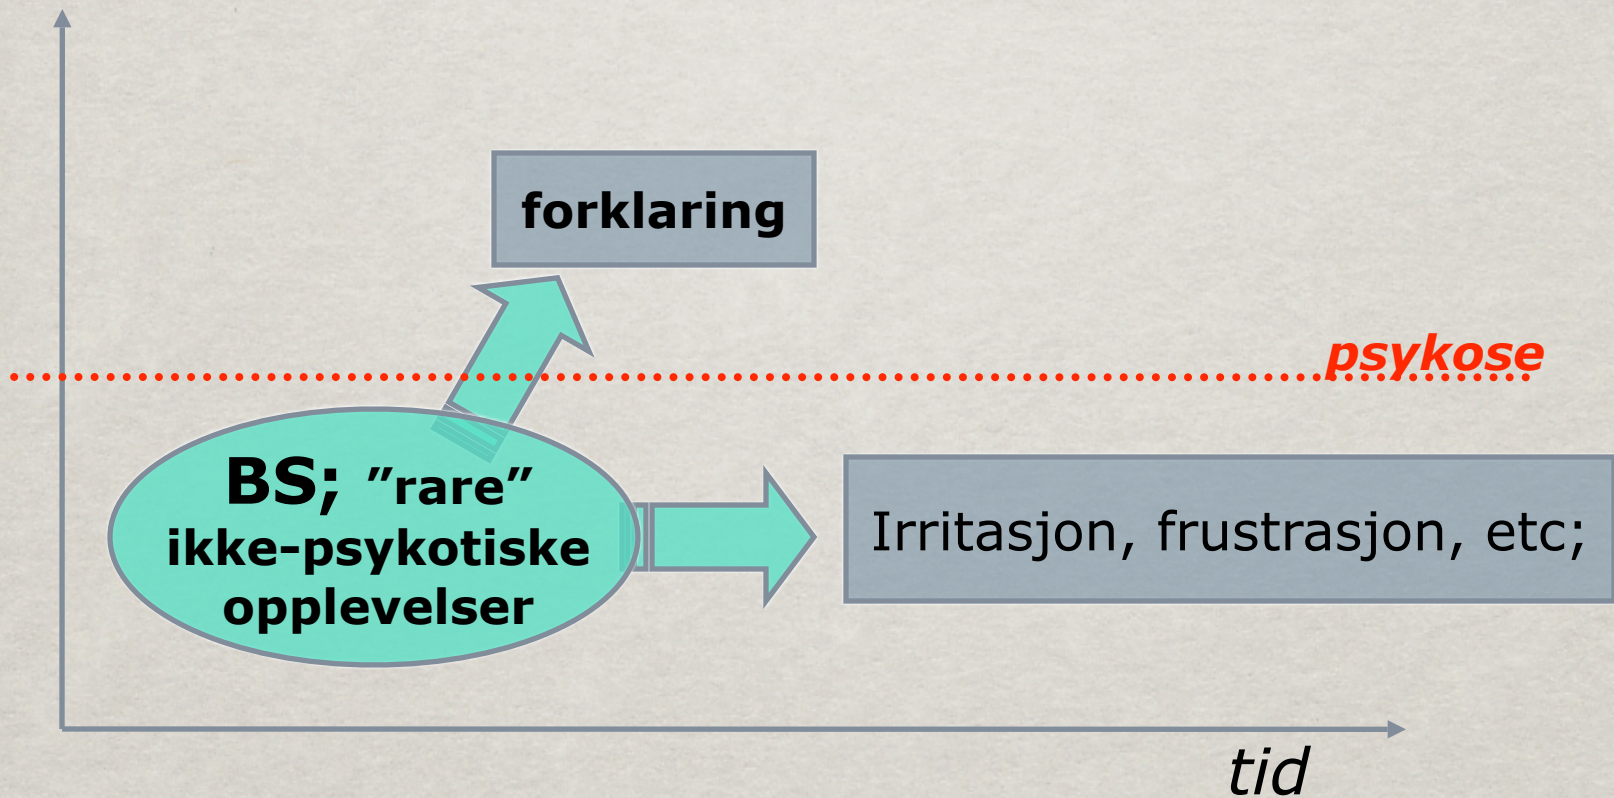 forklaring
psykose
BS; ”rare”
ikke-psykotiske
opplevelser
Irritasjon, frustrasjon, etc;
tid